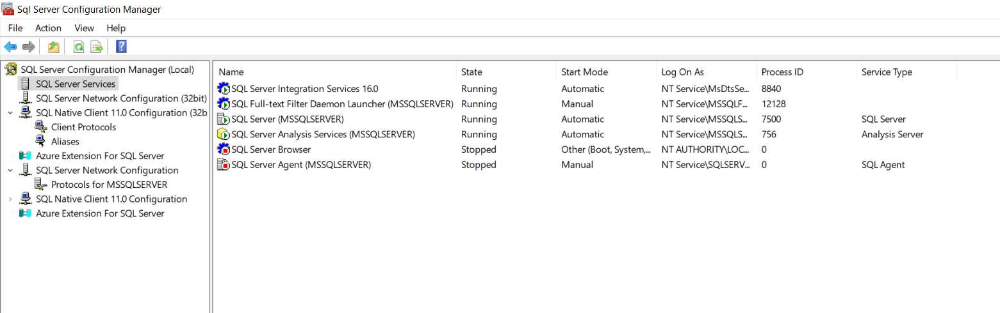 Sql Server Configuration Manager
File Action View Help
SQL Server Configuration Manager (Local)
SQL Server Services
SQL Server Network Configuration (32bit)
SQL Native Client 11.0 Configuration (32b
Client Protocols
Aliases
Azure Extension For SQL Server
SQL Server Network Configuration
Protocols for MSSQLSERVER
SQL Native Client 11.0 Configuration
Azure Extension For SQL Server
Name State Start Mode Log On As Process ID Service Type
SQL Server Integration Services 16.0 Running Automatic NT Service\MsDtsSe... 8840
SQL Full-text Filter Daemon Launcher (MSSQLSERVER) Running Manual NT Service\MSSQLF... 12128
SQL Server (MSSQLSERVER) Running Automatic NT Service\MSSQLS... 7500 SQL Server
SQL Server Analysis Services (MSSQLSERVER) Running Automatic NT Service\MSSQLS... 756 Analysis Server
SQL Server Browser Stopped Other (Boot, System,... NT AUTHORITY\LOC... 0
SQL Server Agent (MSSQLSERVER) Stopped Manual NT Service\SQLSERV... 0 SQL Agent